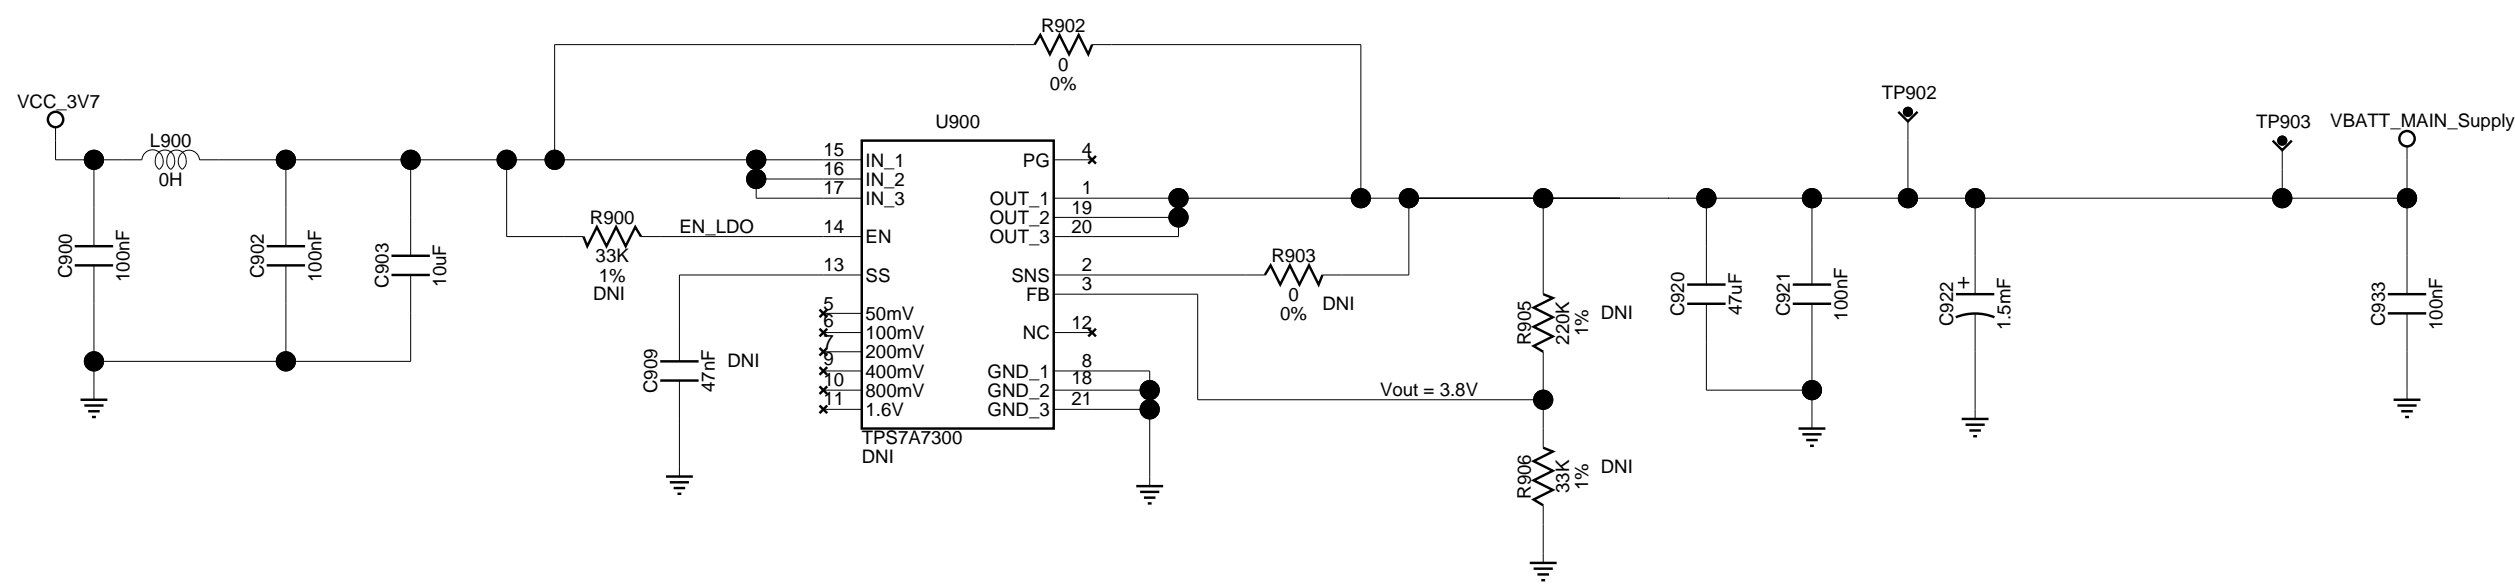 R902
0
0%
VCC_3V7
L900
0H
C900
100nF
C902
100nF
C903
10uF
R900
33K
1%
DNI
EN_LDO
C909
47nF
DNI
U900
15
IN_1
16
IN_2
17
IN_3
14
EN
13
SS
5
50mV
6
100mV
7
200mV
9
400mV
10
800mV
11
1.6V
PG
4
OUT_1
1
OUT_2
19
OUT_3
20
SNS
2
FB
3
NC
12
GND_1
8
GND_2
18
GND_3
21
TPS7A7300
DNI
R903
0
0%
DNI
Vout = 3.8V
R905
220K
1%
DNI
R906
33K
1%
DNI
C920
47uF
C921
100nF
TP902
C922
+
1.5mF
TP903
VBATT_MAIN_Supply
C933
100nF